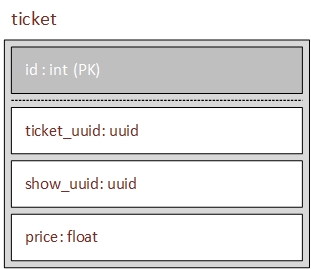 ticket
id : int (PK)
ticket_uuid: uuid
show_uuid: uuid
price: float